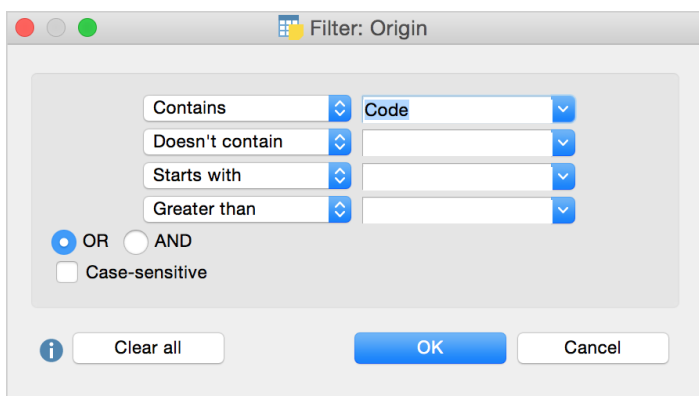 Filter: Origin
Contains Code
Doesn't contain
Starts with
Greater than
OR AND
Case-sensitive
Clear all OK Cancel